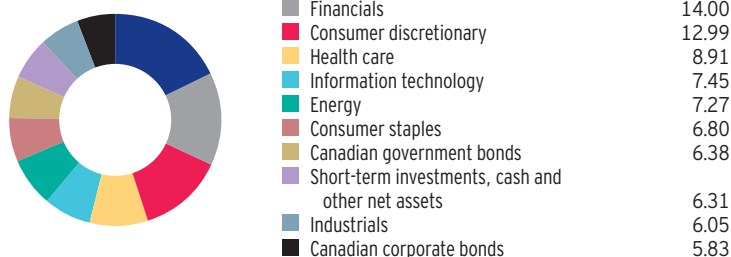 Financials 14.00
Consumer discretionary 12.99
Health care 8.91
Information technology 7.45
Energy 7.27
Consumer staples 6.80
Canadian government bonds 6.38
Short-term investments, cash and
other net assets 6.31
Industrials 6.05
Canadian corporate bonds 5.83